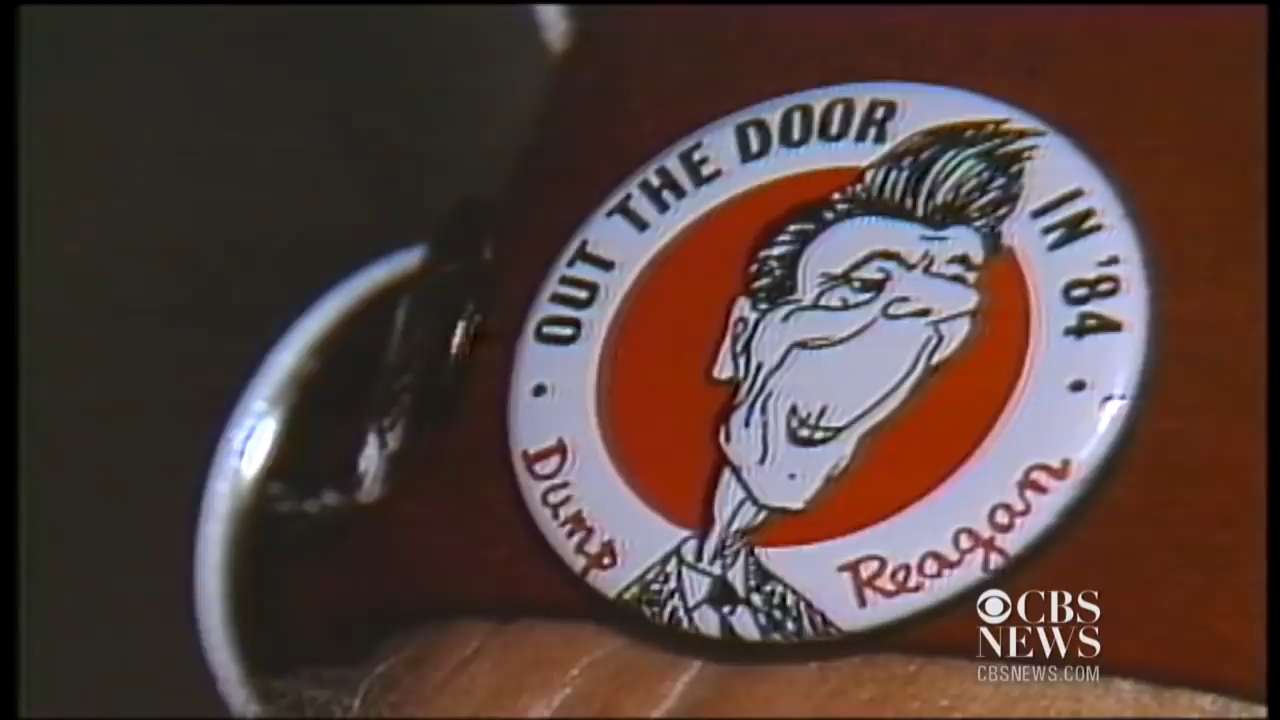 OUT THE DOOR IN '84
Dump Reagan
CBS
NEWS
CBSNEWS.COM